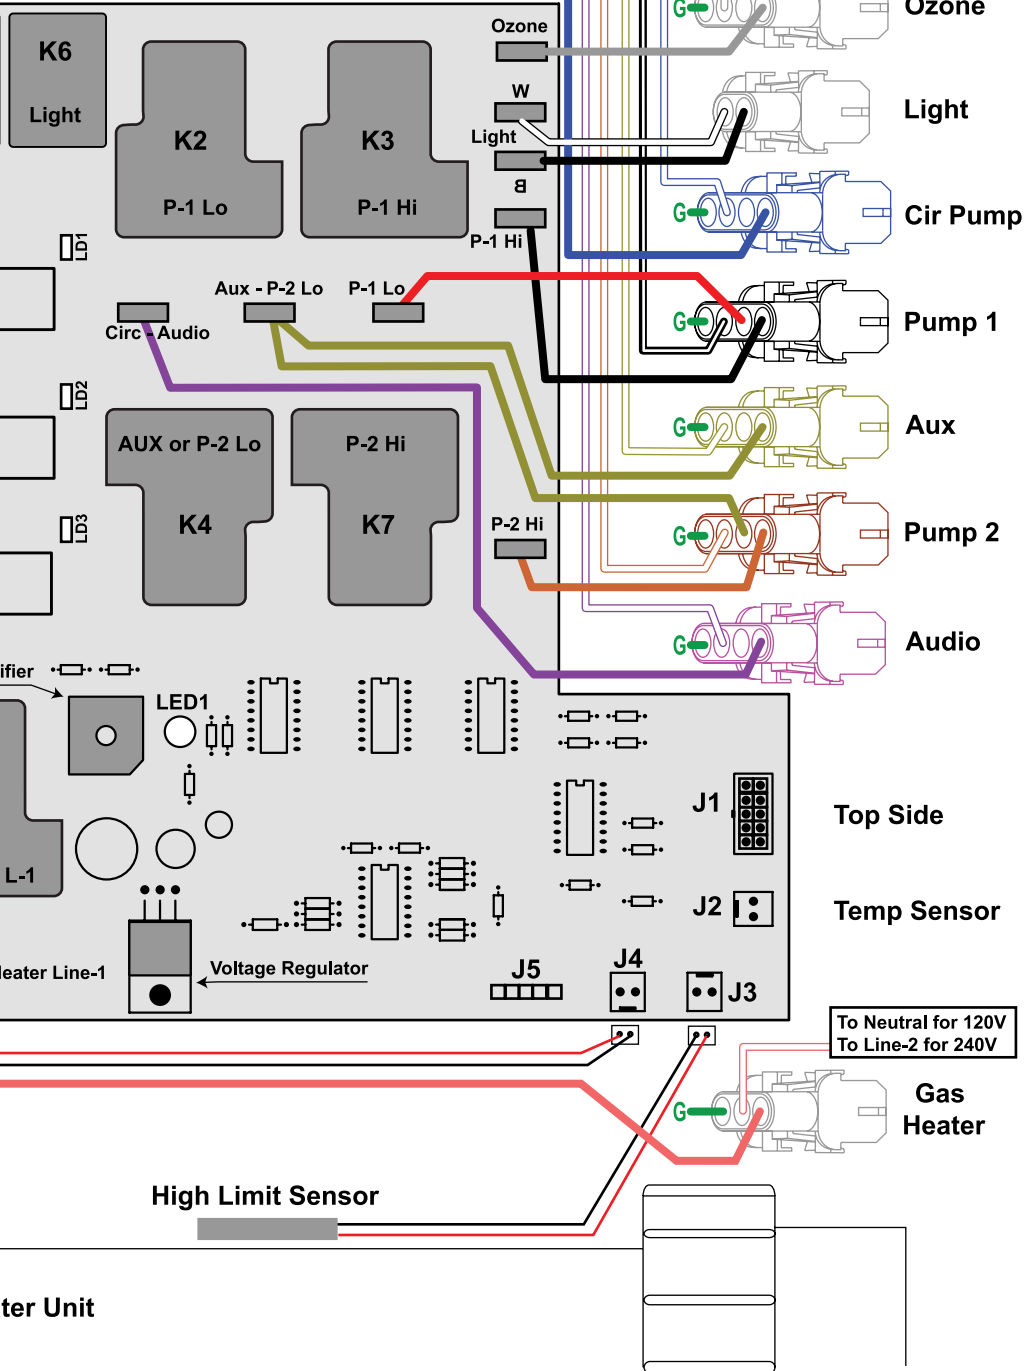 Ozone
G
Ozone
K6
Light
K2
P-1 Lo
K3
P-1 Hi
W
Light
B
P-1 Hi
Light
G
Cir Pump
LD1
Aux - P-2 Lo
P-1 Lo
Circ - Audio
G
Pump 1
LD2
AUX or P-2 Lo
K4
P-2 Hi
K7
G
Aux
LD3
P-2 Hi
G
Pump 2
G
Audio
ifier
LED1
J1
Top Side
L-1
J2
Temp Sensor
eater Line-1
Voltage Regulator
J5
J4
J3
To Neutral for 120V
To Line-2 for 240V
G
Gas
Heater
High Limit Sensor
ter Unit